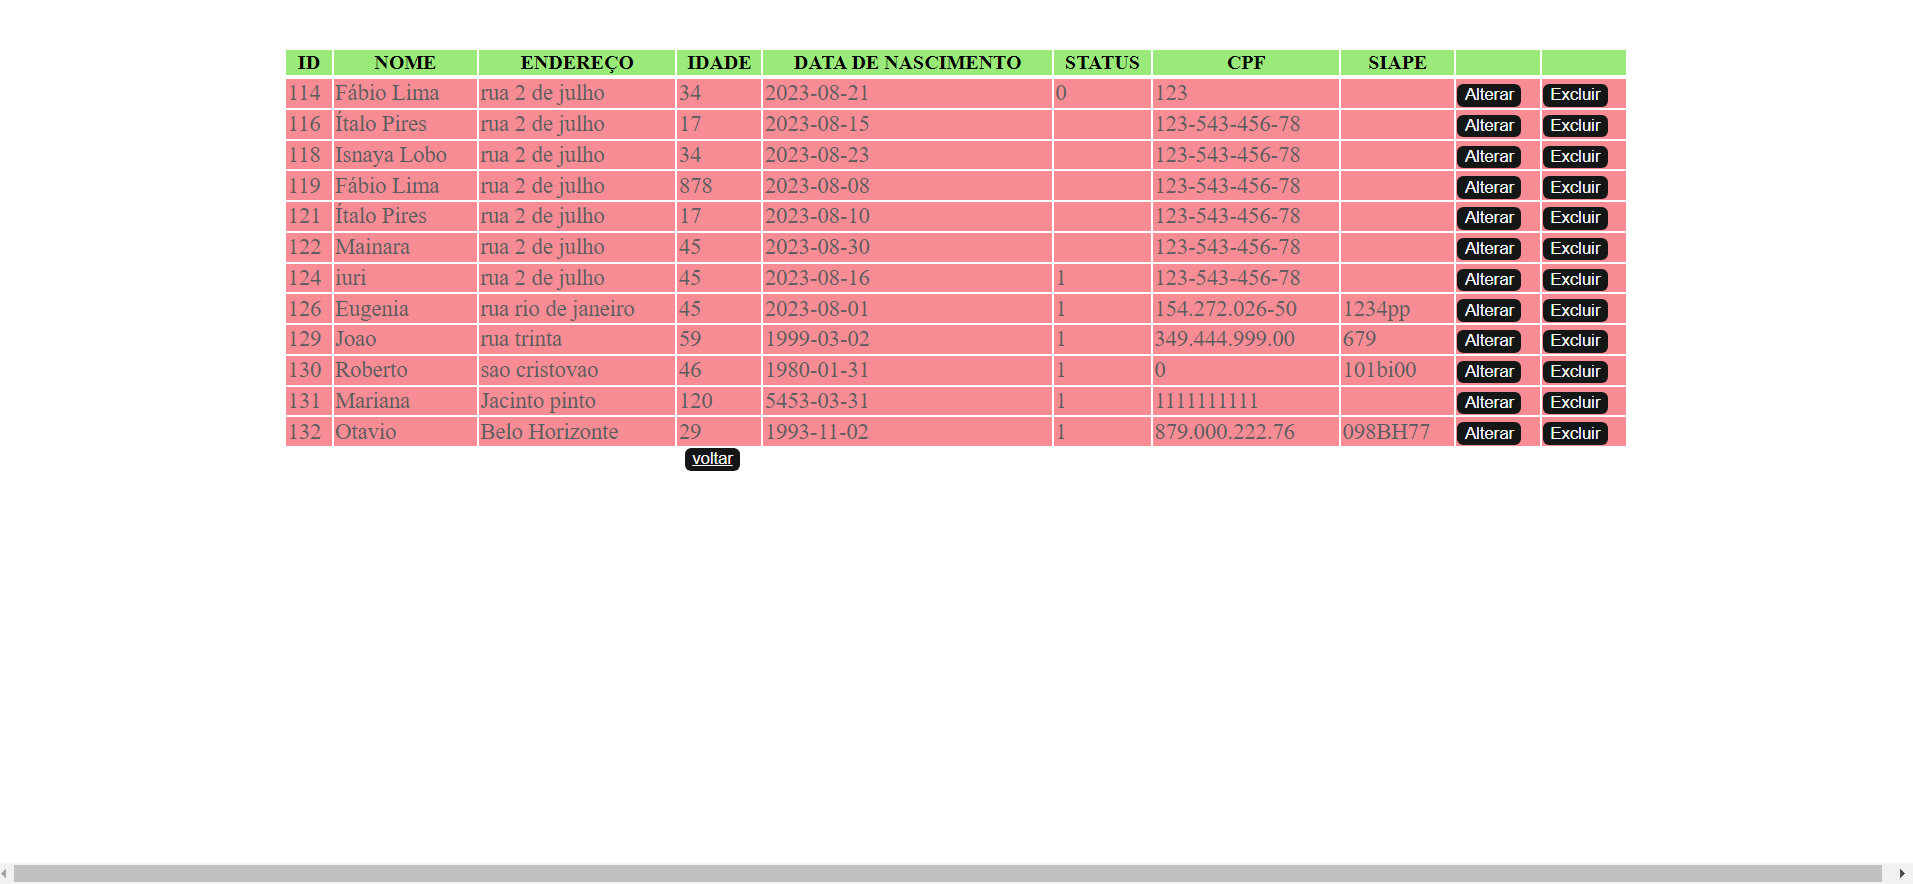 ID NOME ENDEREÇO IDADE DATA DE NASCIMENTO STATUS CPF SIAPE
114 Fábio Lima rua 2 de julho 34 2023-08-21 0 123 Alterar Excluir
116 Ítalo Pires rua 2 de julho 17 2023-08-15 123-543-456-78 Alterar Excluir
118 Isnaya Lobo rua 2 de julho 34 2023-08-23 123-543-456-78 Alterar Excluir
119 Fábio Lima rua 2 de julho 878 2023-08-08 123-543-456-78 Alterar Excluir
121 Ítalo Pires rua 2 de julho 17 2023-08-10 123-543-456-78 Alterar Excluir
122 Mainara rua 2 de julho 45 2023-08-30 123-543-456-78 Alterar Excluir
124 iuri rua 2 de julho 45 2023-08-16 1 123-543-456-78 Alterar Excluir
126 Eugenia rua rio de janeiro 45 2023-08-01 1 154.272.026-50 1234pp Alterar Excluir
129 Joao rua trinta 59 1999-03-02 1 349.444.999.00 679 Alterar Excluir
130 Roberto sao cristovao 46 1980-01-31 1 0 101bi00 Alterar Excluir
131 Mariana Jacinto pinto 120 5453-03-31 1 1111111111 Alterar Excluir
132 Otavio Belo Horizonte 29 1993-11-02 1 879.000.222.76 098BH77 Alterar Excluir
voltar